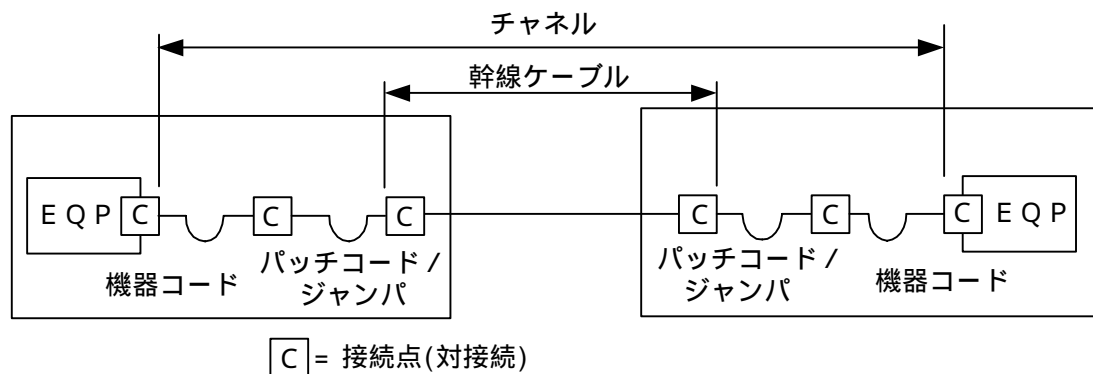 チャネル
幹線ケーブル
EQP C C C
C C C EQP
機器コード
パッチコード/
ジャンパ
パッチコード/
ジャンパ
機器コード
C = 接続点(対接続)